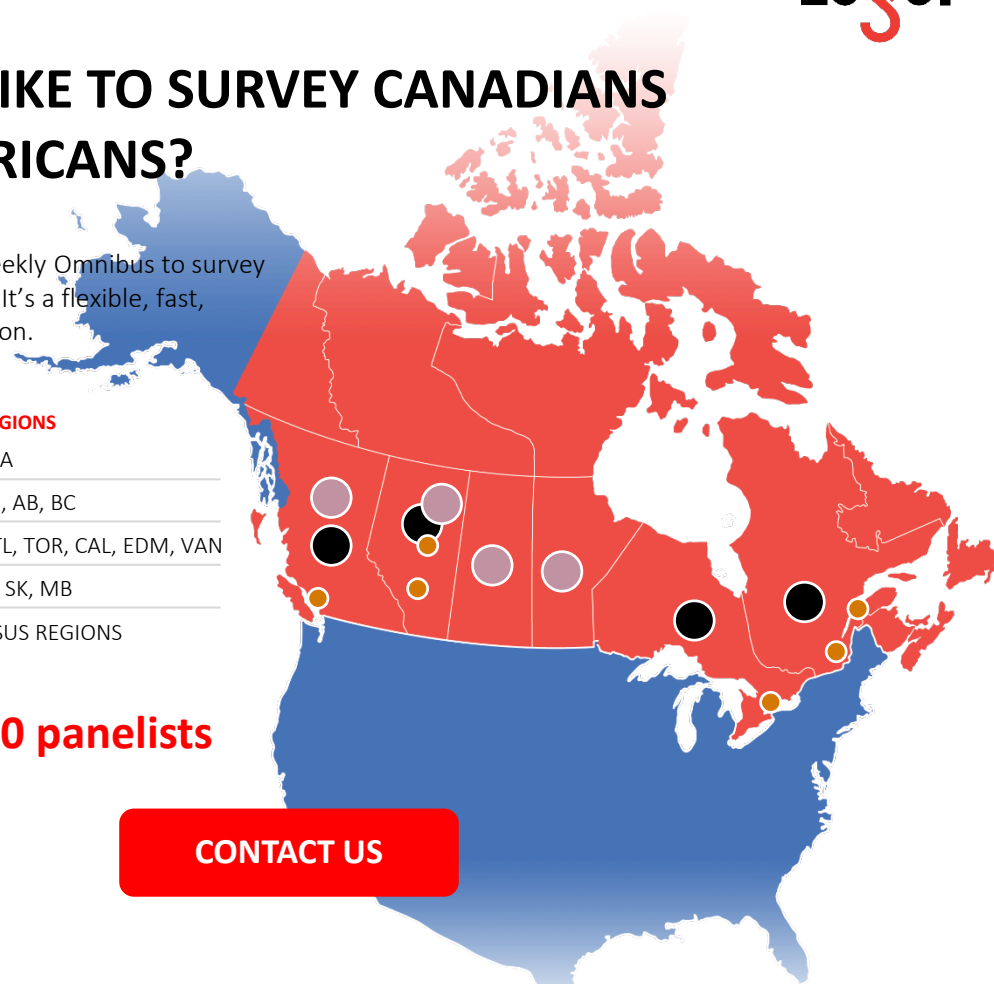 IKE TO SURVEY CANADIANS
RICANS?
ekly Omnibus to survey
It's a flexible, fast,
on.
GIONS
A
, AB, BC
TL, TOR, CAL, EDM, VAN
SK, MB
SUS REGIONS
0 panelists
CONTACT US